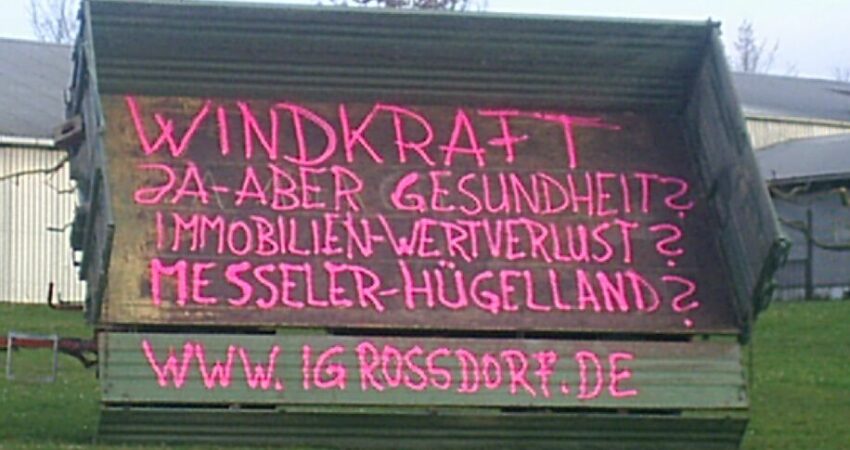 WINDKRAFT
JA-ABER GESUNDHEIT?
IMMOBILIEN-WERTVERLUST?
MESSELER-HÜGELLAND?
WWW.IGROSSDORF.DE